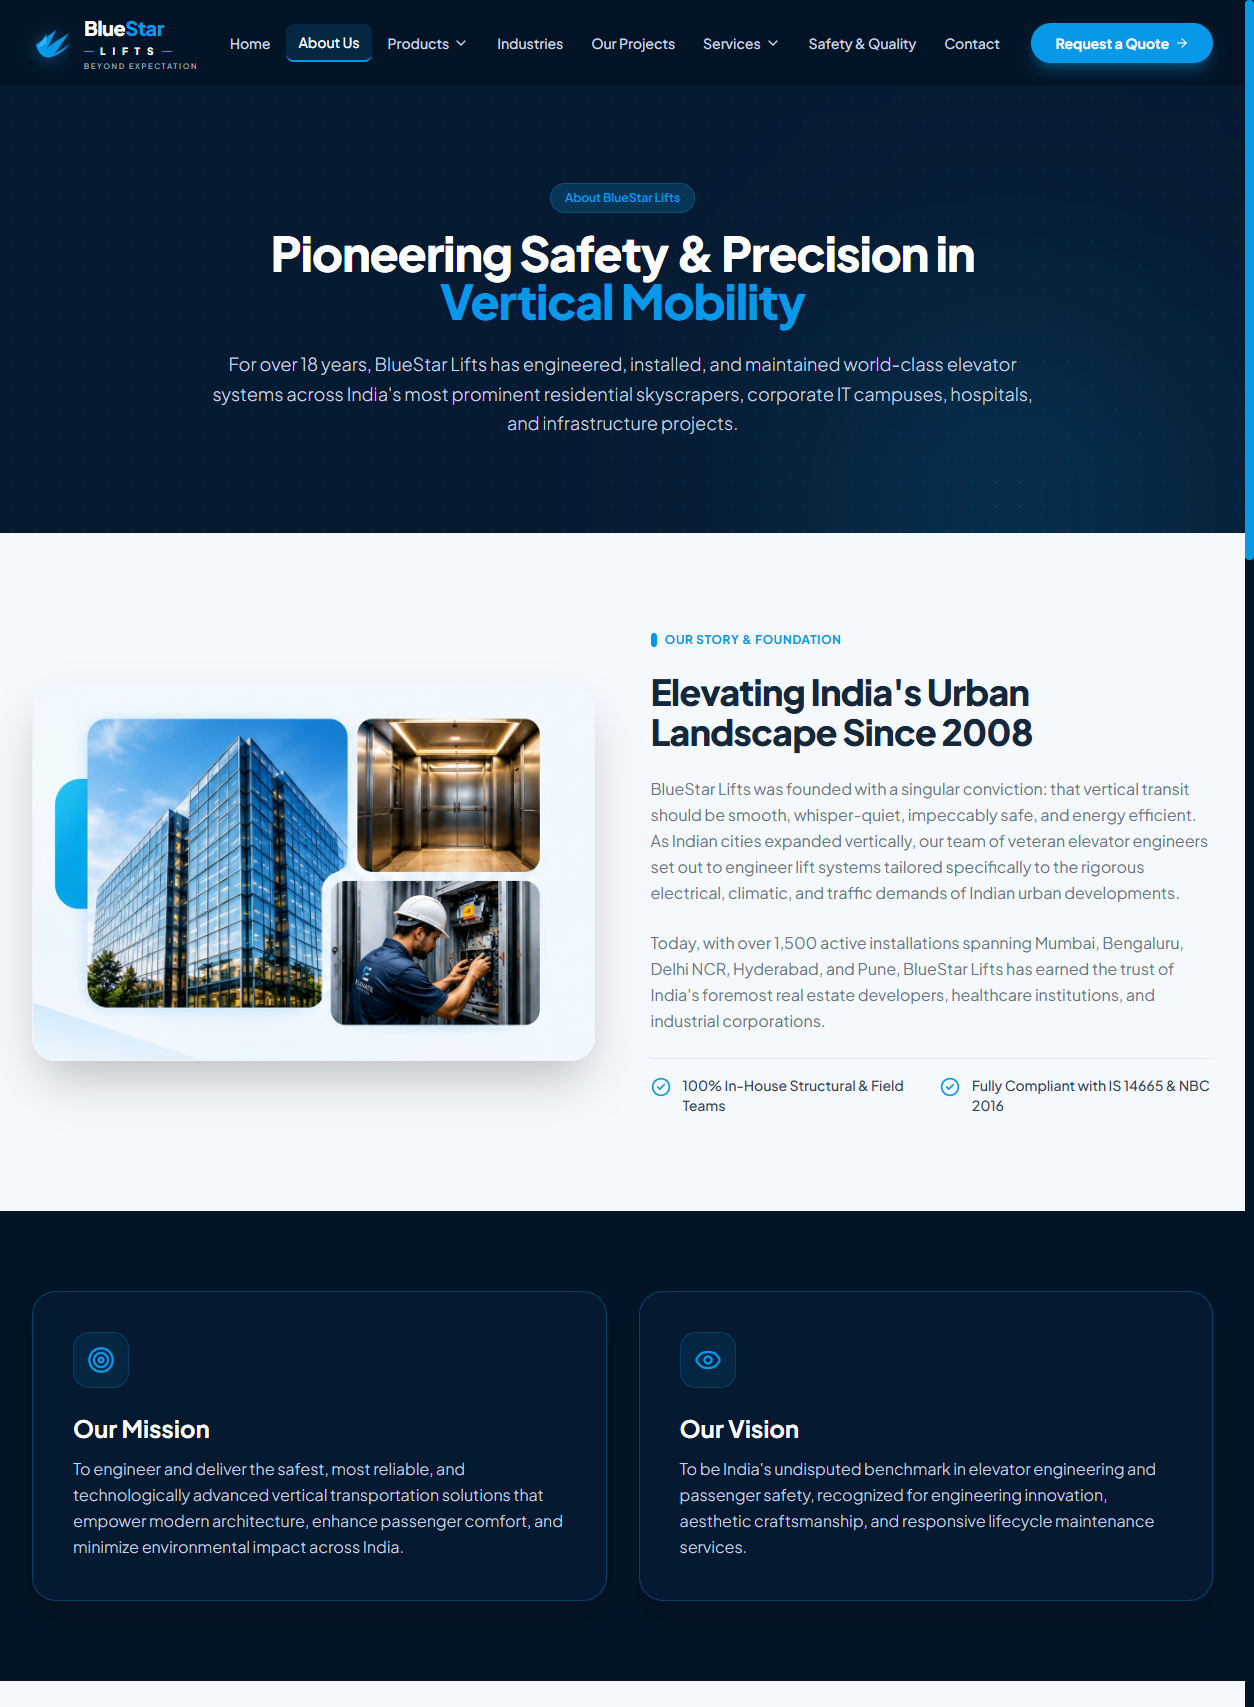 BlueStar
LIFTS
BEYOND EXPECTATION
Home
About Us
Products
Industries
Our Projects
Services
Safety & Quality
Contact
Request a Quote
About BlueStar Lifts
Pioneering Safety & Precision in
Vertical Mobility
For over 18 years, BlueStar Lifts has engineered, installed, and maintained world-class elevator
systems across India's most prominent residential skyscrapers, corporate IT campuses, hospitals,
and infrastructure projects.
OUR STORY & FOUNDATION
Elevating India's Urban
Landscape Since 2008
BlueStar Lifts was founded with a singular conviction: that vertical transit
should be smooth, whisper-quiet, impeccably safe, and energy efficient.
As Indian cities expanded vertically, our team of veteran elevator engineers
set out to engineer lift systems tailored specifically to the rigorous
electrical, climatic, and traffic demands of Indian urban developments.
Today, with over 1,500 active installations spanning Mumbai, Bengaluru,
Delhi NCR, Hyderabad, and Pune, BlueStar Lifts has earned the trust of
India's foremost real estate developers, healthcare institutions, and
industrial corporations.
100% In-House Structural & Field
Teams
Fully Compliant with IS 14665 & NBC
2016
ELEVATE
Our Mission
To engineer and deliver the safest, most reliable, and
technologically advanced vertical transportation solutions that
empower modern architecture, enhance passenger comfort, and
minimize environmental impact across India.
Our Vision
To be India's undisputed benchmark in elevator engineering and
passenger safety, recognized for engineering innovation,
aesthetic craftsmanship, and responsive lifecycle maintenance
services.